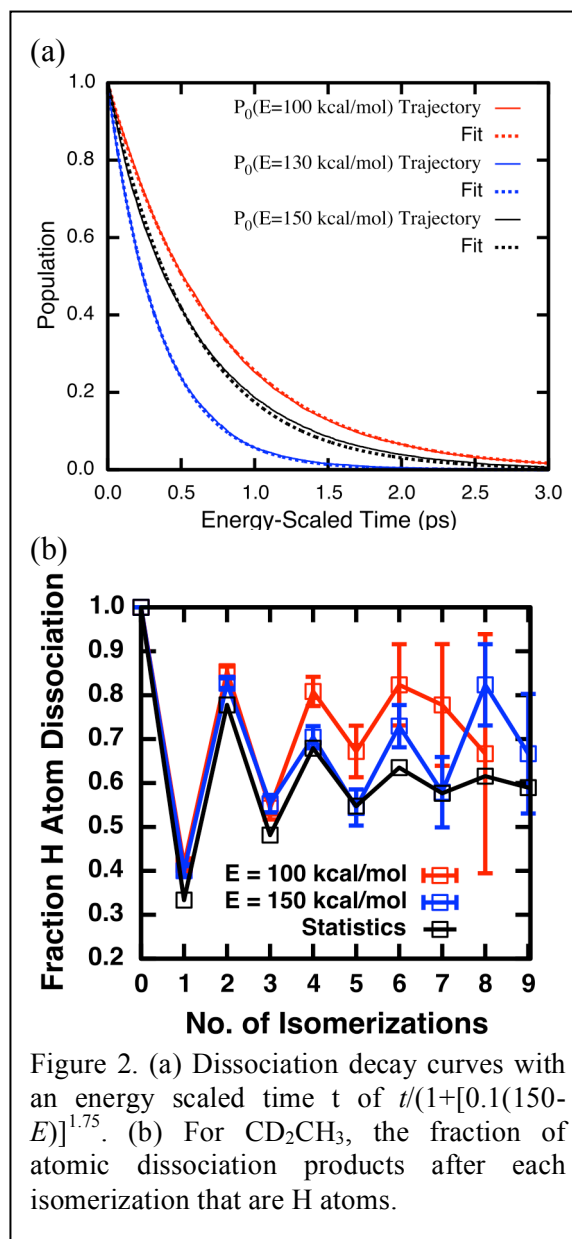 (a)
1.0
0.8
0.6
0.4
0.2
0.0
Population
P₀(E=100 kcal/mol) Trajectory
Fit
P₀(E=130 kcal/mol) Trajectory
Fit
P₀(E=150 kcal/mol) Trajectory
Fit
0.0 0.5 1.0 1.5 2.0 2.5 3.0
Energy-Scaled Time (ps)
(b)
1.0
0.9
0.8
0.7
0.6
0.5
0.4
0.3
0.2
Fraction H Atom Dissociation
E = 100 kcal/mol
E = 150 kcal/mol
Statistics
0 1 2 3 4 5 6 7 8 9
No. of Isomerizations
Figure 2. (a) Dissociation decay curves with
an energy scaled time t of t/(1+[0.1(150-
E)]^1.75. (b) For CD₂CH₃, the fraction of
atomic dissociation products after each
isomerization that are H atoms.